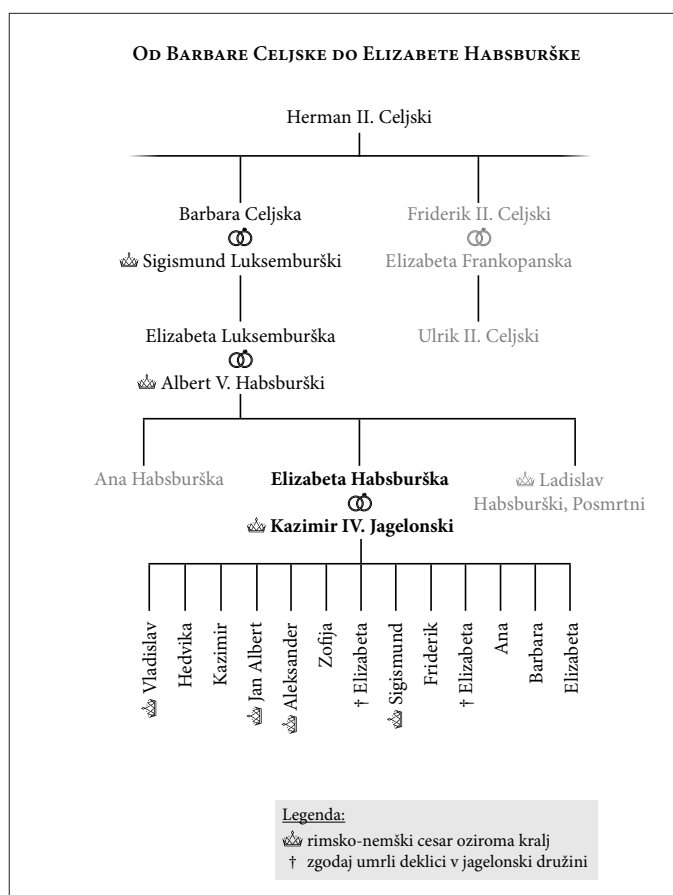 OD BARBARE CELJSKE DO ELIZABETE HABSBURŠKE
Herman II. Celjski
Barbara Celjska
Sigismund Luksemburški
Friderik II. Celjski
Elizabeta Frankopanska
Elizabeta Luksemburška
Albert V. Habsburški
Ulrik II. Celjski
Ana Habsburška
Elizabeta Habsburška
Kazimir IV. Jagelonski
Ladislav
Habsburški, Posmrtni
Vladislav
Hedvika
Kazimir
Jan Albert
Aleksander
Zofija
† Elizabeta
Sigismund
Friderik
† Elizabeta
Ana
Barbara
Elizabeta
Legenda:
rimsko-nemški cesar oziroma kralj
† zgodaj umrli deklici v jagelonski družini